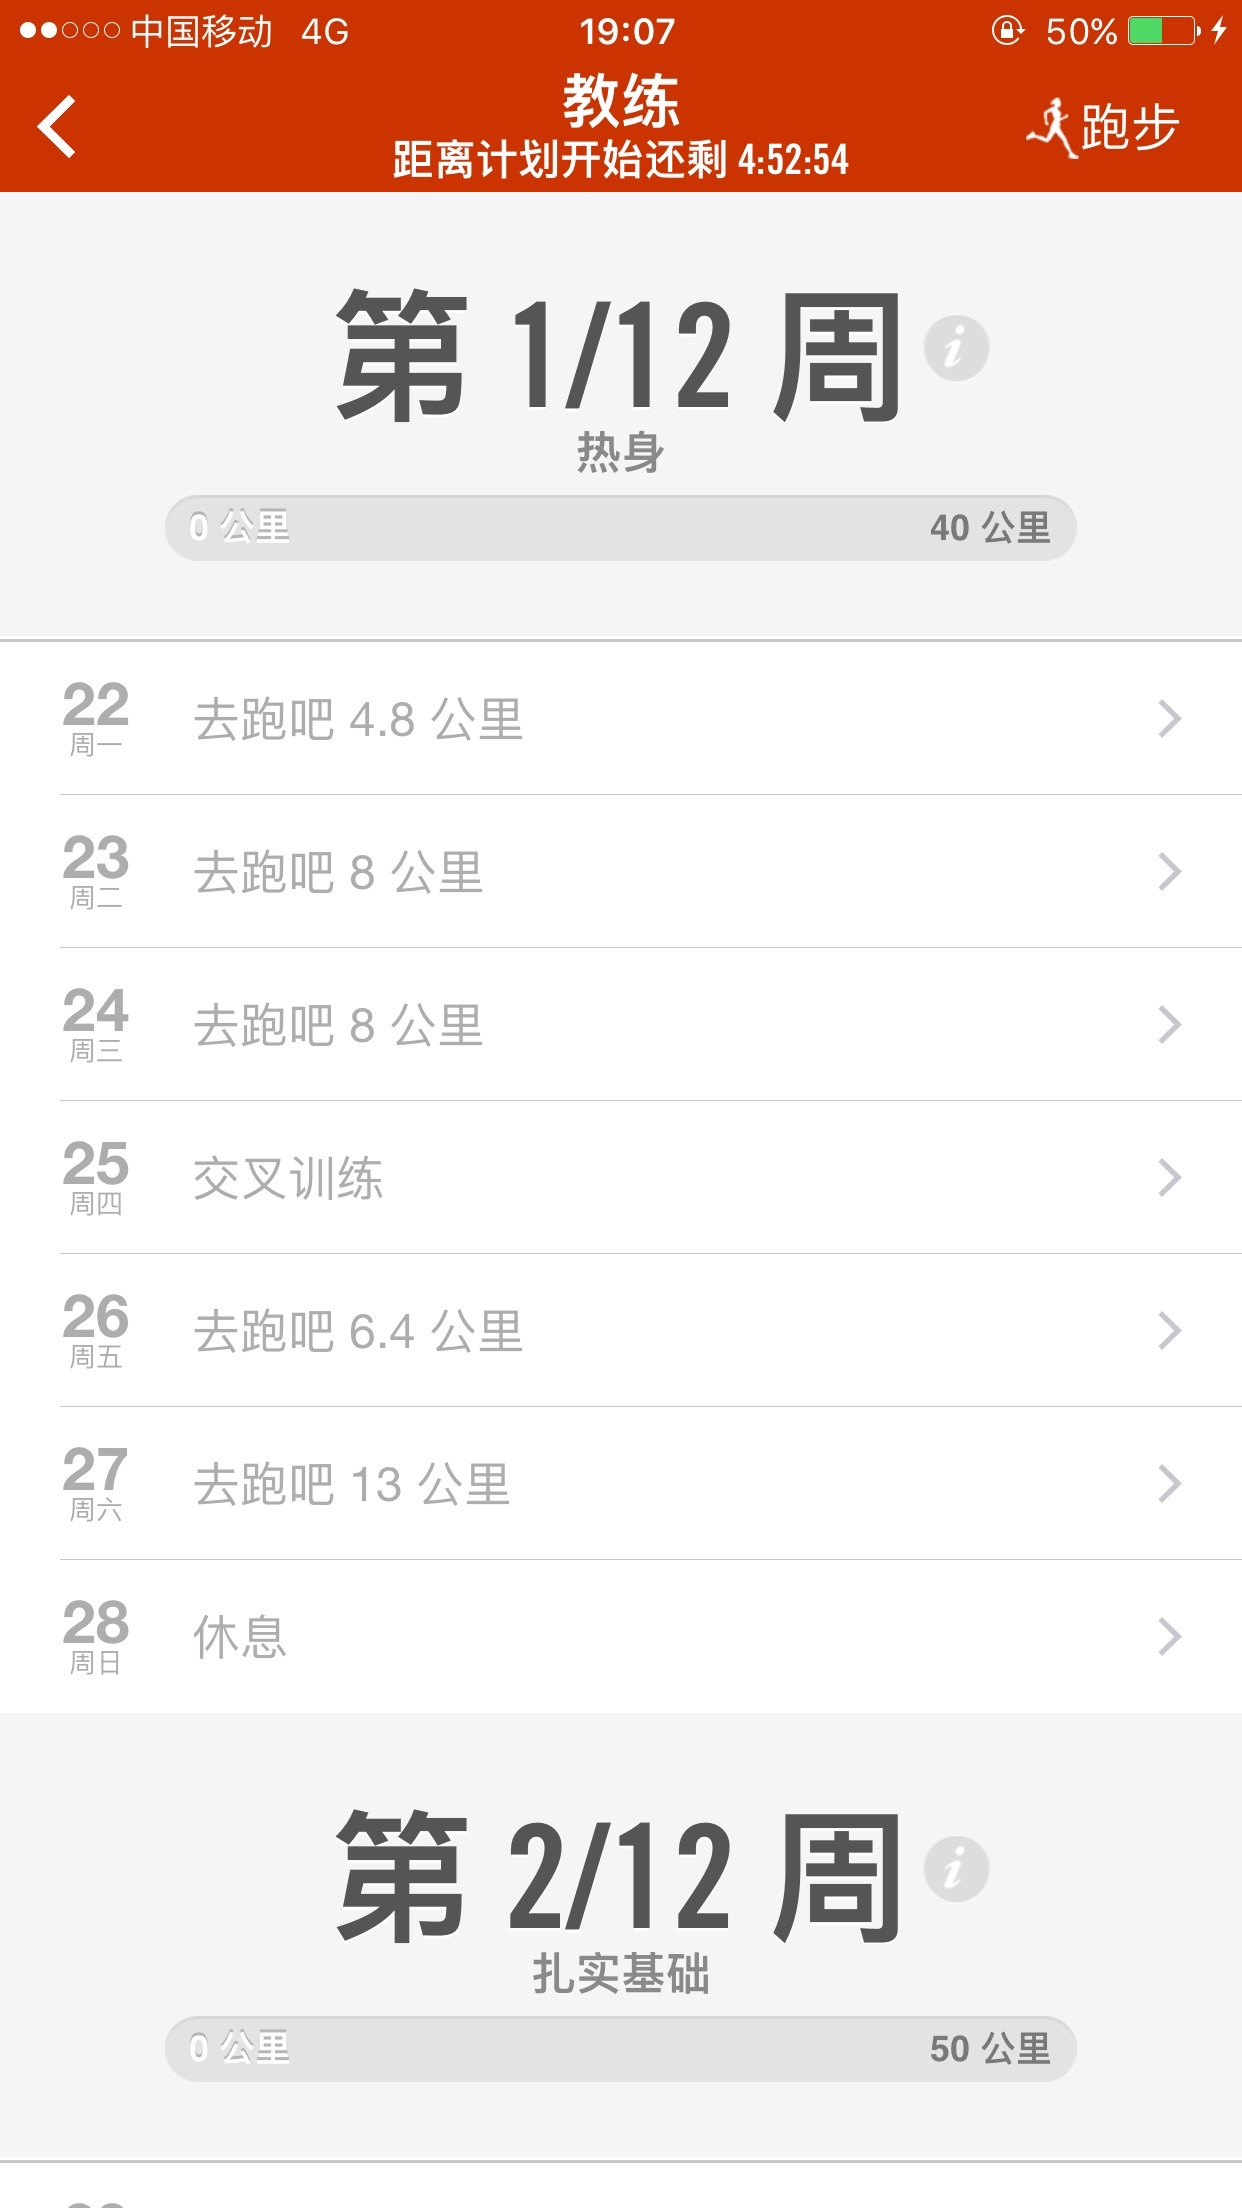 中国移动 4G 19:07 50%
教练
距离计划开始还剩 4:52:54
跑步
第 1/12 周
热身
0 公里 40 公里
22 周一 去跑吧 4.8 公里
23 周二 去跑吧 8 公里
24 周三 去跑吧 8 公里
25 周四 交叉训练
26 周五 去跑吧 6.4 公里
27 周六 去跑吧 13 公里
28 周日 休息
第 2/12 周
扎实基础
0 公里 50 公里